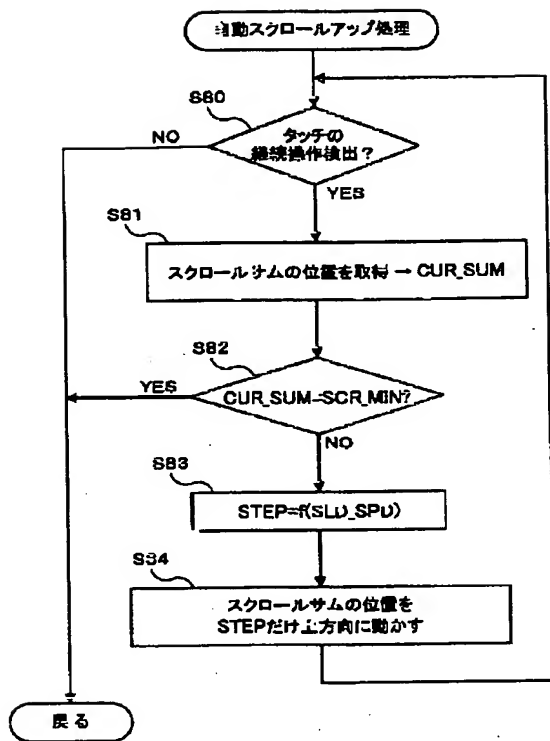 自動スクロールアップ処理
S80
NO
タッチの
継続操作検出?
YES
S81
スクロールサムの位置を取得 → CUR_SUM
S82
YES
CUR_SUM=SCR_MIN?
NO
S83
STEP=f(SLD_SPD)
S84
スクロールサムの位置を
STEPだけ上方向に動かす
戻る